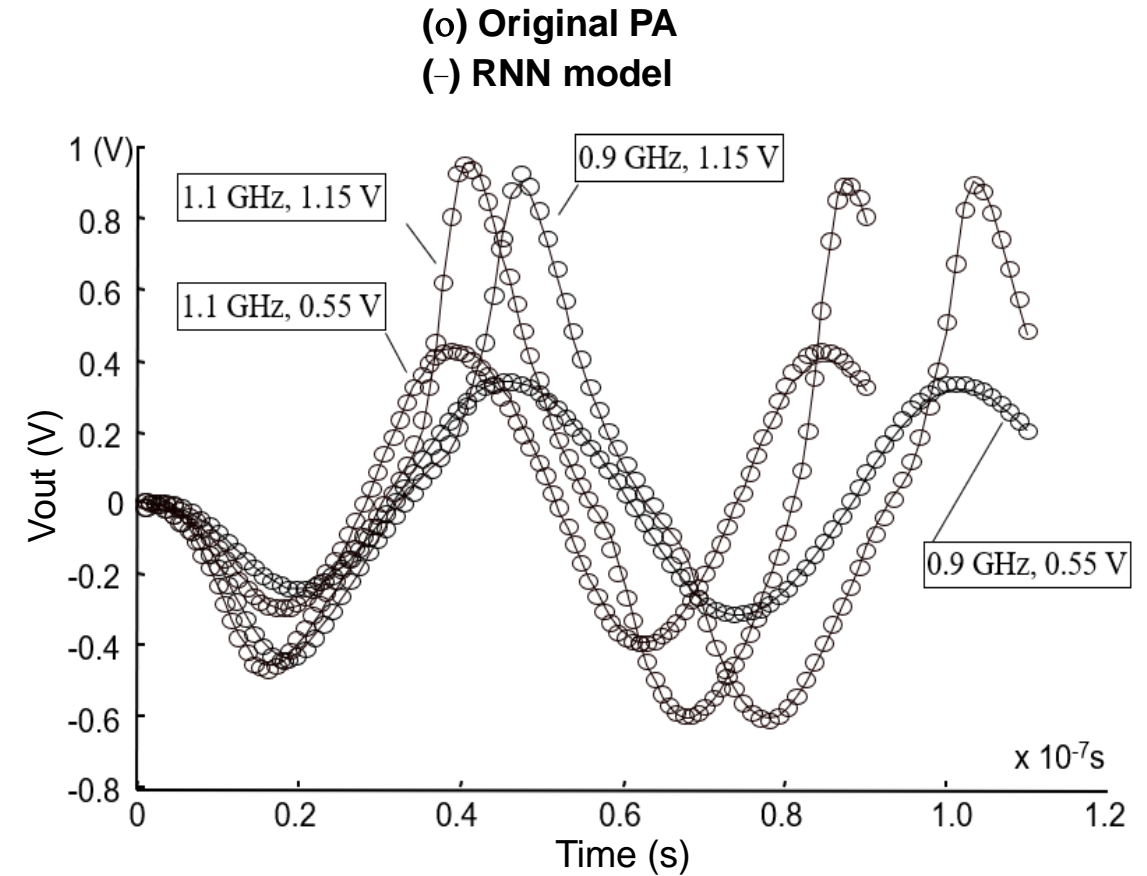 (o) Original PA
(–) RNN model
1 (V)
0.8
0.6
0.4
0.2
0
-0.2
-0.4
-0.6
-0.8
Vout (V)
1.1 GHz, 1.15 V
0.9 GHz, 1.15 V
1.1 GHz, 0.55 V
0.9 GHz, 0.55 V
x 10-7s
0 0.2 0.4 0.6 0.8 1.0 1.2
Time (s)